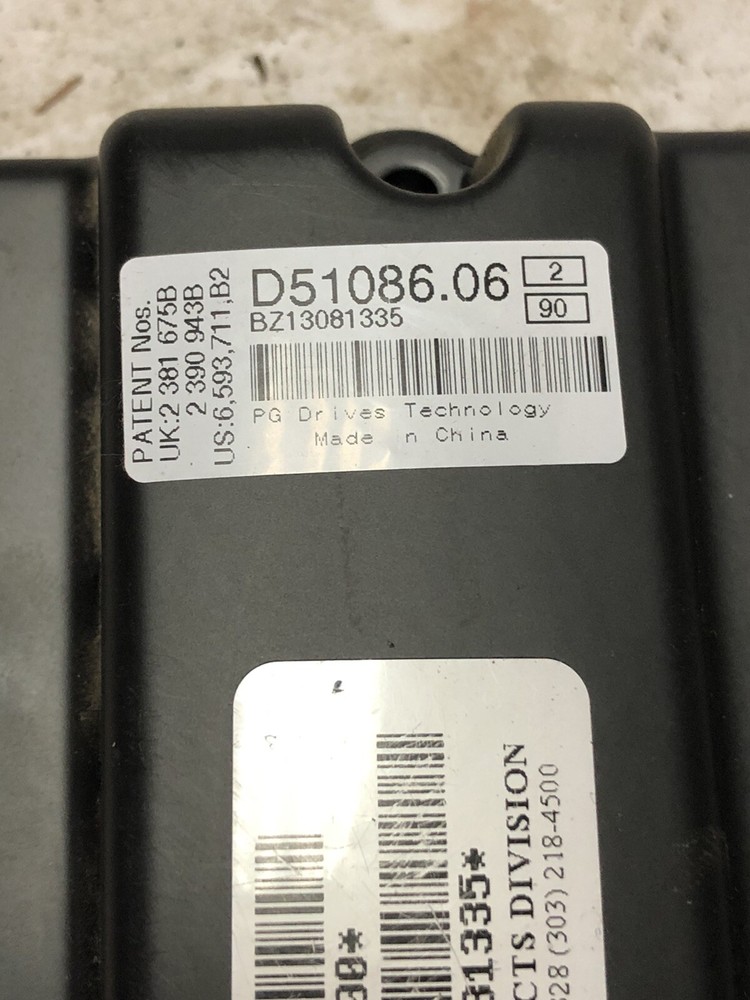 PATENT Nos.
UK:2 381 675B
2 390 943B
US:6,593,711,B2
D51086.06
2
90
BZ13081335
PG Drives Technology
Made n China
00*
31335*
CTS DIVISION
328 (303) 218-4500